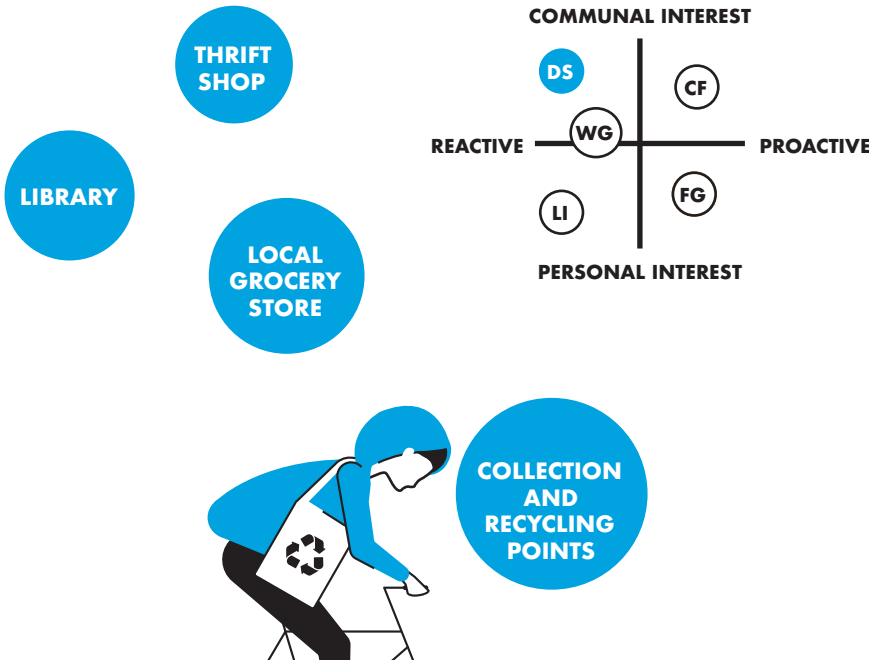 THRIFT
SHOP
LIBRARY
LOCAL
GROCERY
STORE
COMMUNAL INTEREST
DS
CF
WG
REACTIVE
PROACTIVE
LI
FG
PERSONAL INTEREST
COLLECTION
AND
RECYCLING
POINTS